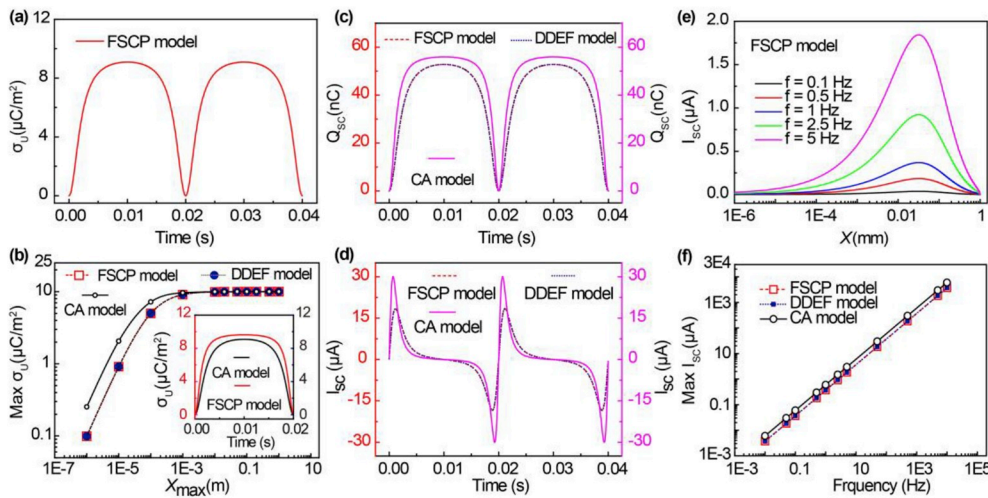 (a)
12
8
4
0
σU(μC/m²)
FSCP model
0.00 0.01 0.02 0.03 0.04
Time (s)
(b)
25
10
1
0.1
Max σU(μC/m²)
FSCP model
DDEF model
CA model
12
8
4
0
σU(μC/m²)
CA model
FSCP model
12
8
4
0
0.00 0.01 0.02
Time (s)
1E-7 1E-5 1E-3 0.1 10
Xmax(m)
(c)
60
40
20
0
QSC(nC)
FSCP model
DDEF model
CA model
60
40
20
0
QSC(nC)
0.00 0.01 0.02 0.03 0.04
Time (s)
(d)
30
15
0
-15
-30
ISC(μA)
FSCP model
DDEF model
CA model
30
15
0
-15
-30
ISC(μA)
0.00 0.01 0.02 0.03 0.04
Time (s)
(e)
2.0
1.5
1.0
0.5
0.0
ISC(μA)
FSCP model
f = 0.1 Hz
f = 0.5 Hz
f = 1 Hz
f = 2.5 Hz
f = 5 Hz
1E-6 1E-4 0.01 1
X(mm)
(f)
3E4
1E3
10
0.1
1E-3
Max ISC(μA)
FSCP model
DDEF model
CA model
1E-3 0.1 10 1E3 1E5
Frquency (Hz)